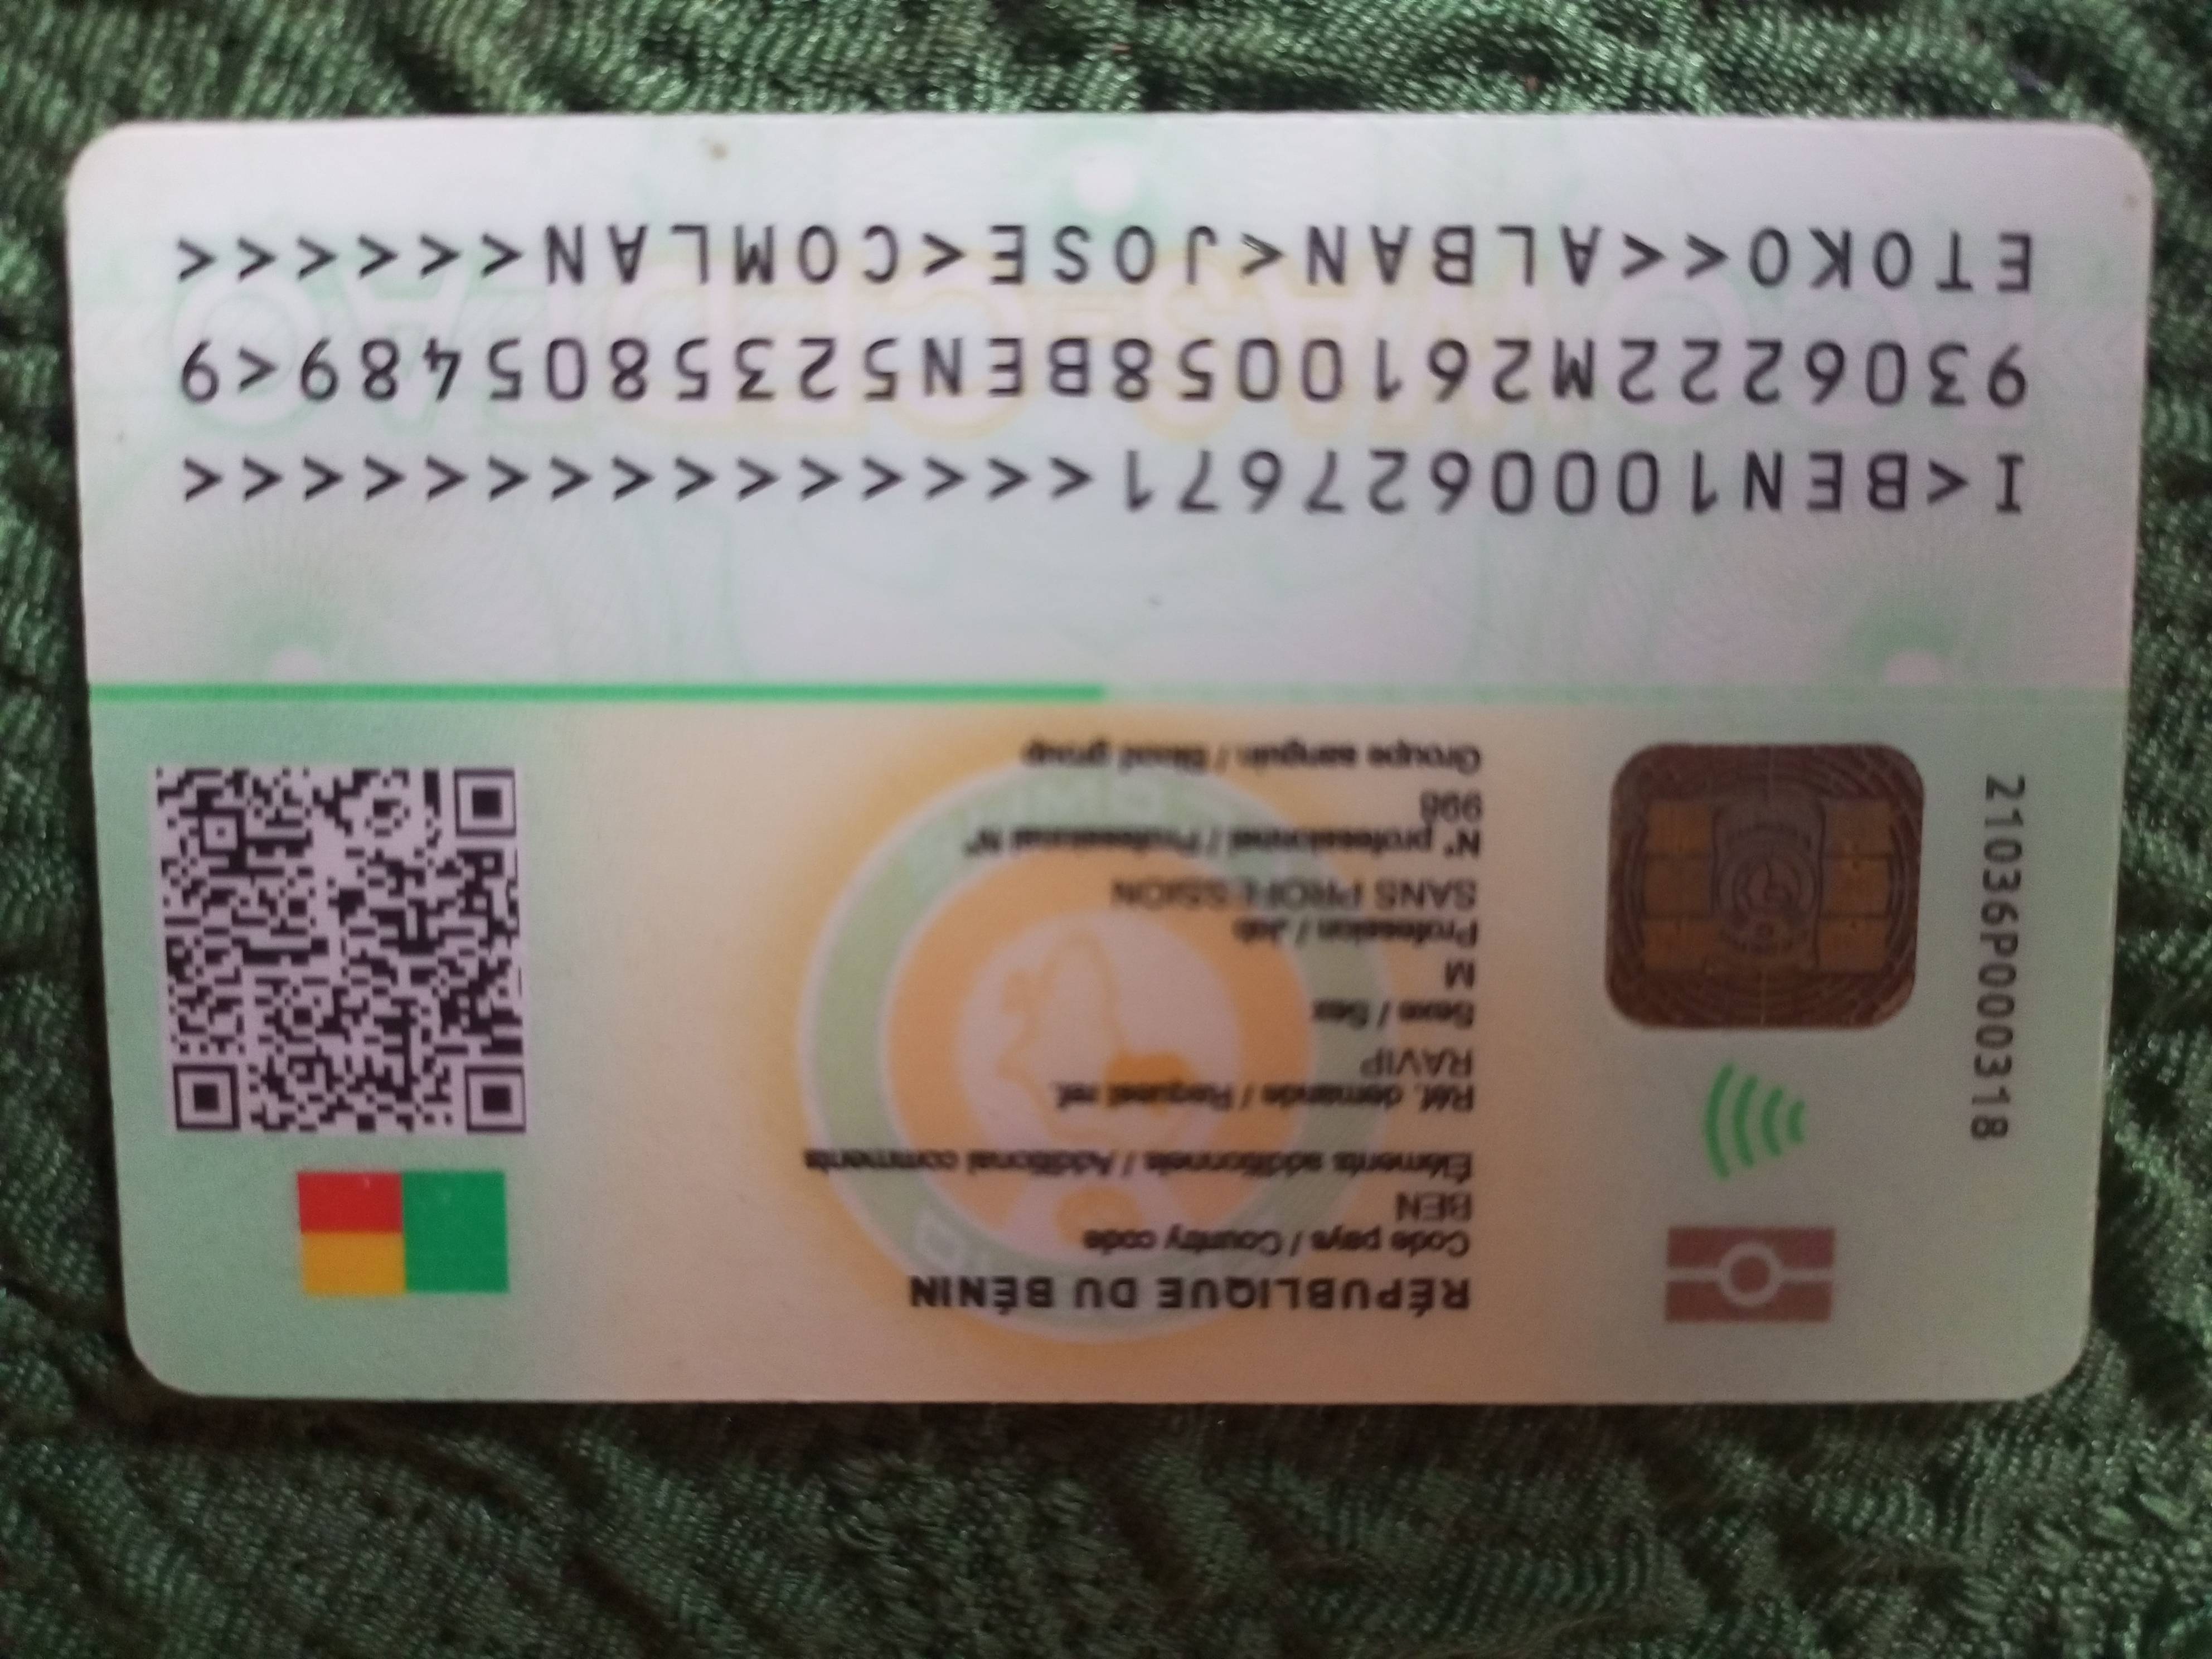 RÉPUBLIQUE DU BÉNIN
Code pays / Country code
BEN
Éléments additionnels / Additional comments
Réf. demande / Request ref.
RAVIP
Sexe / Sex
M
Profession / Job
SANS PROFESSION
N° professionnel / Professional N°
998
Groupe sanguin / Blood group
21036P000318
I<BEN1000627671<<<<<<<<<<<<<<<
9306222M2610058BEN5235805489<9
ETOKO<<ALBAN<JOSE<COMLAN<<<<<<